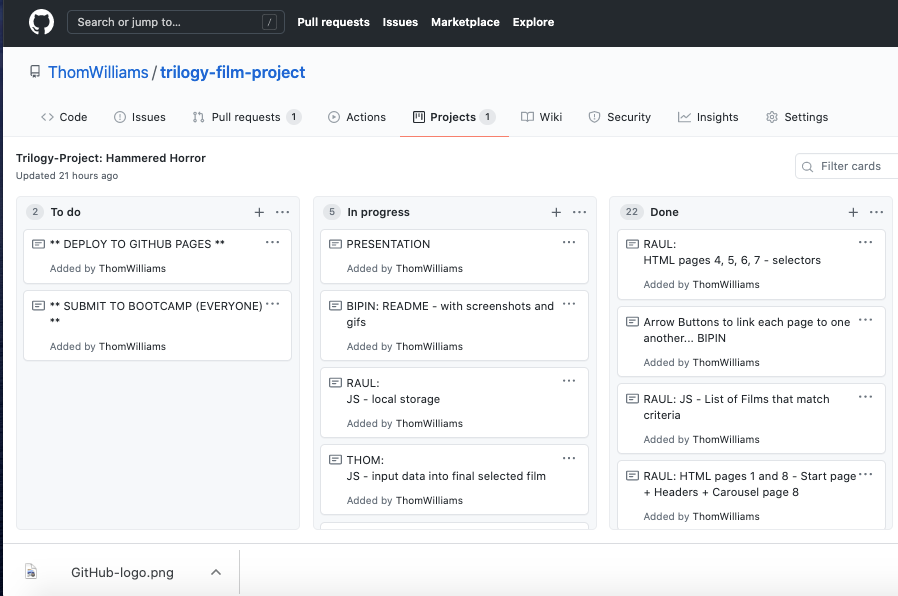 Search or jump to... /
Pull requests Issues Marketplace Explore
ThomWilliams / trilogy-film-project
Code Issues Pull requests 1 Actions Projects 1 Wiki Security Insights Settings
Trilogy-Project: Hammered Horror
Updated 21 hours ago
Filter cards
2 To do
** DEPLOY TO GITHUB PAGES **
Added by ThomWilliams
** SUBMIT TO BOOTCAMP (EVERYONE)
**
Added by ThomWilliams
5 In progress
PRESENTATION
Added by ThomWilliams
BIPIN: README - with screenshots and
gifs
Added by ThomWilliams
RAUL:
JS - local storage
Added by ThomWilliams
THOM:
JS - input data into final selected film
Added by ThomWilliams
22 Done
RAUL:
HTML pages 4, 5, 6, 7 - selectors
Added by ThomWilliams
Arrow Buttons to link each page to one
another... BIPIN
Added by ThomWilliams
RAUL: JS - List of Films that match
criteria
Added by ThomWilliams
RAUL: HTML pages 1 and 8 - Start page
+ Headers + Carousel page 8
Added by ThomWilliams
GitHub-logo.png